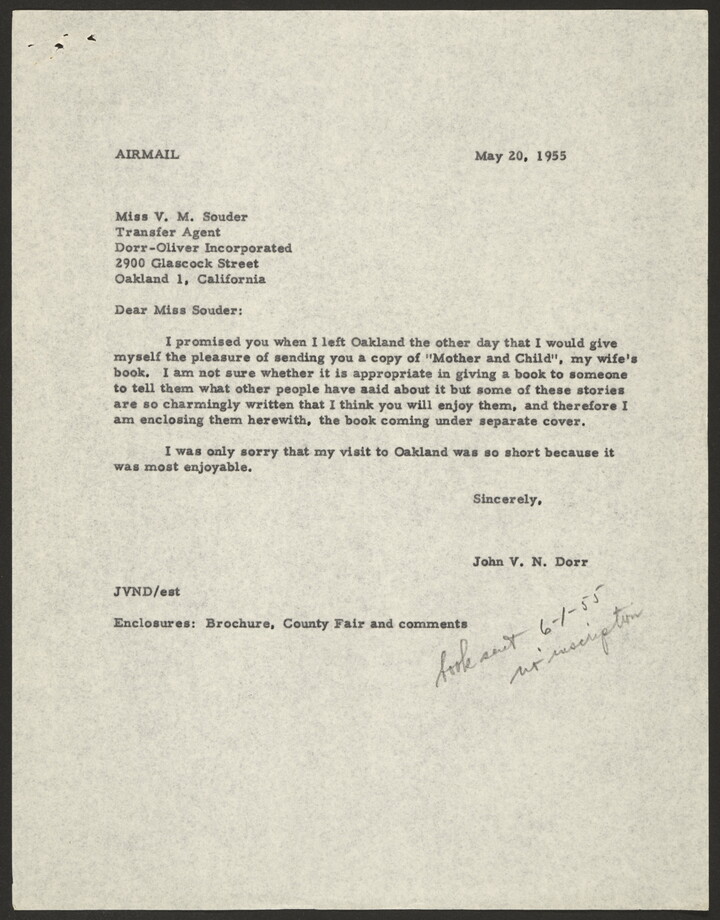 AIRMAIL
May 20, 1955
Miss V. M. Souder
Transfer Agent
Dorr-Oliver Incorporated
2900 Glascock Street
Oakland 1, California
Dear Miss Souder:
I promised you when I left Oakland the other day that I would give
myself the pleasure of sending you a copy of "Mother and Child", my wife's
book. I am not sure whether it is appropriate in giving a book to someone
to tell them what other people have said about it but some of these stories
are so charmingly written that I think you will enjoy them, and therefore I
am enclosing them herewith, the book coming under separate cover.
I was only sorry that my visit to Oakland was so short because it
was most enjoyable.
Sincerely,
John V. N. Dorr
JVND/est
Enclosures: Brochure, County Fair and comments
book sent 6-1-55
no inscription